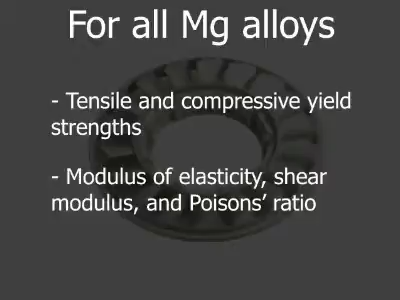 For all Mg alloys
- Tensile and compressive yield
strengths
- Modulus of elasticity, shear
modulus, and Poisons’ ratio